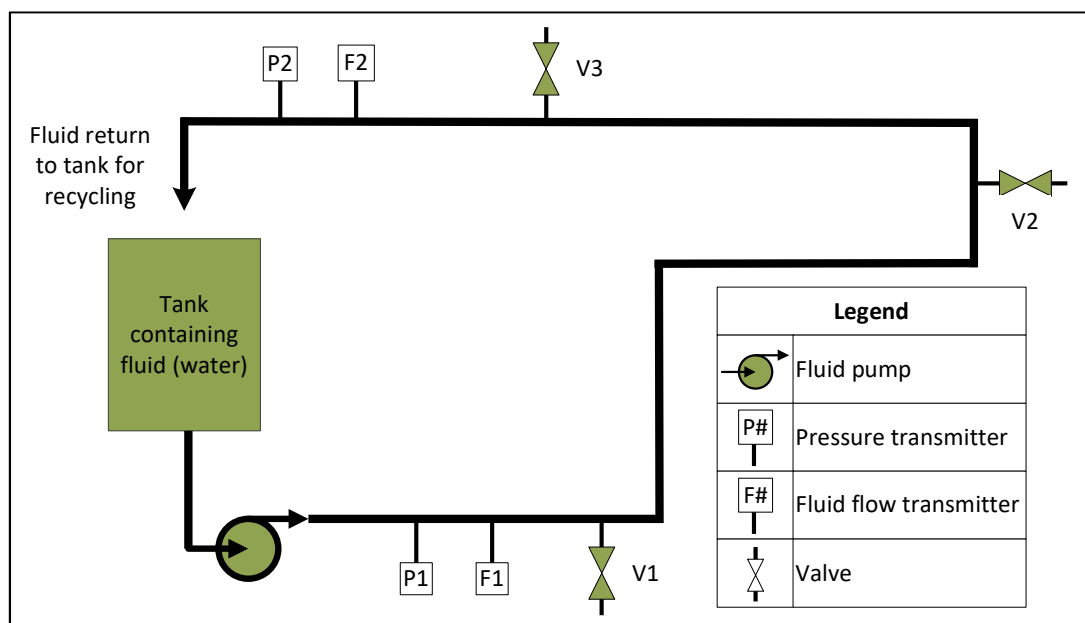 P2
F2
V3
Fluid return
to tank for
recycling
V2
Tank
containing
fluid (water)
Legend
Fluid pump
P#
Pressure transmitter
F#
Fluid flow transmitter
Valve
P1
F1
V1